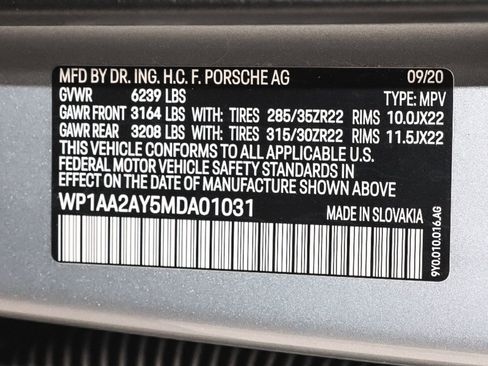 MFD BY DR. ING. H.C. F. PORSCHE AG 09/20
GVWR 6239 LBS TYPE: MPV
GAWR FRONT 3164 LBS WITH: TIRES 285/35ZR22 RIMS 10.0JX22
GAWR REAR 3208 LBS WITH: TIRES 315/30ZR22 RIMS 11.5JX22
THIS VEHICLE CONFORMS TO ALL APPLICABLE U.S.
FEDERAL MOTOR VEHICLE SAFETY STANDARDS IN
EFFECT ON THE DATE OF MANUFACTURE SHOWN ABOVE
WP1AA2AY5MDA01031 MADE IN SLOVAKIA
9Y0.010.016.AG